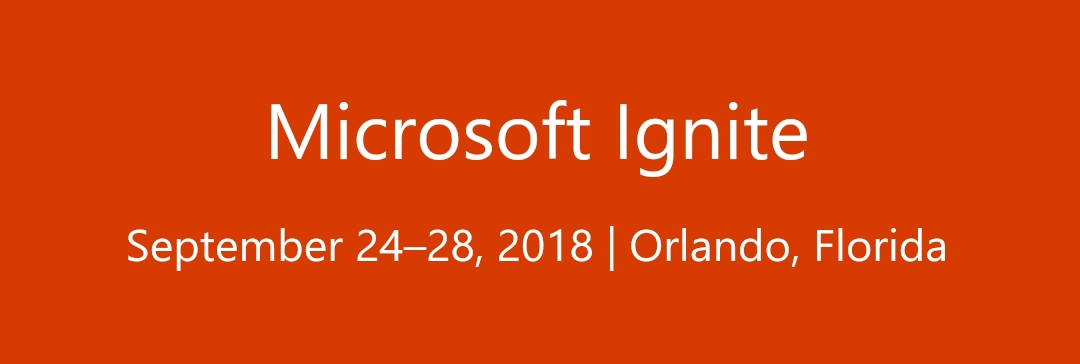 Microsoft Ignite
September 24–28, 2018 | Orlando, Florida